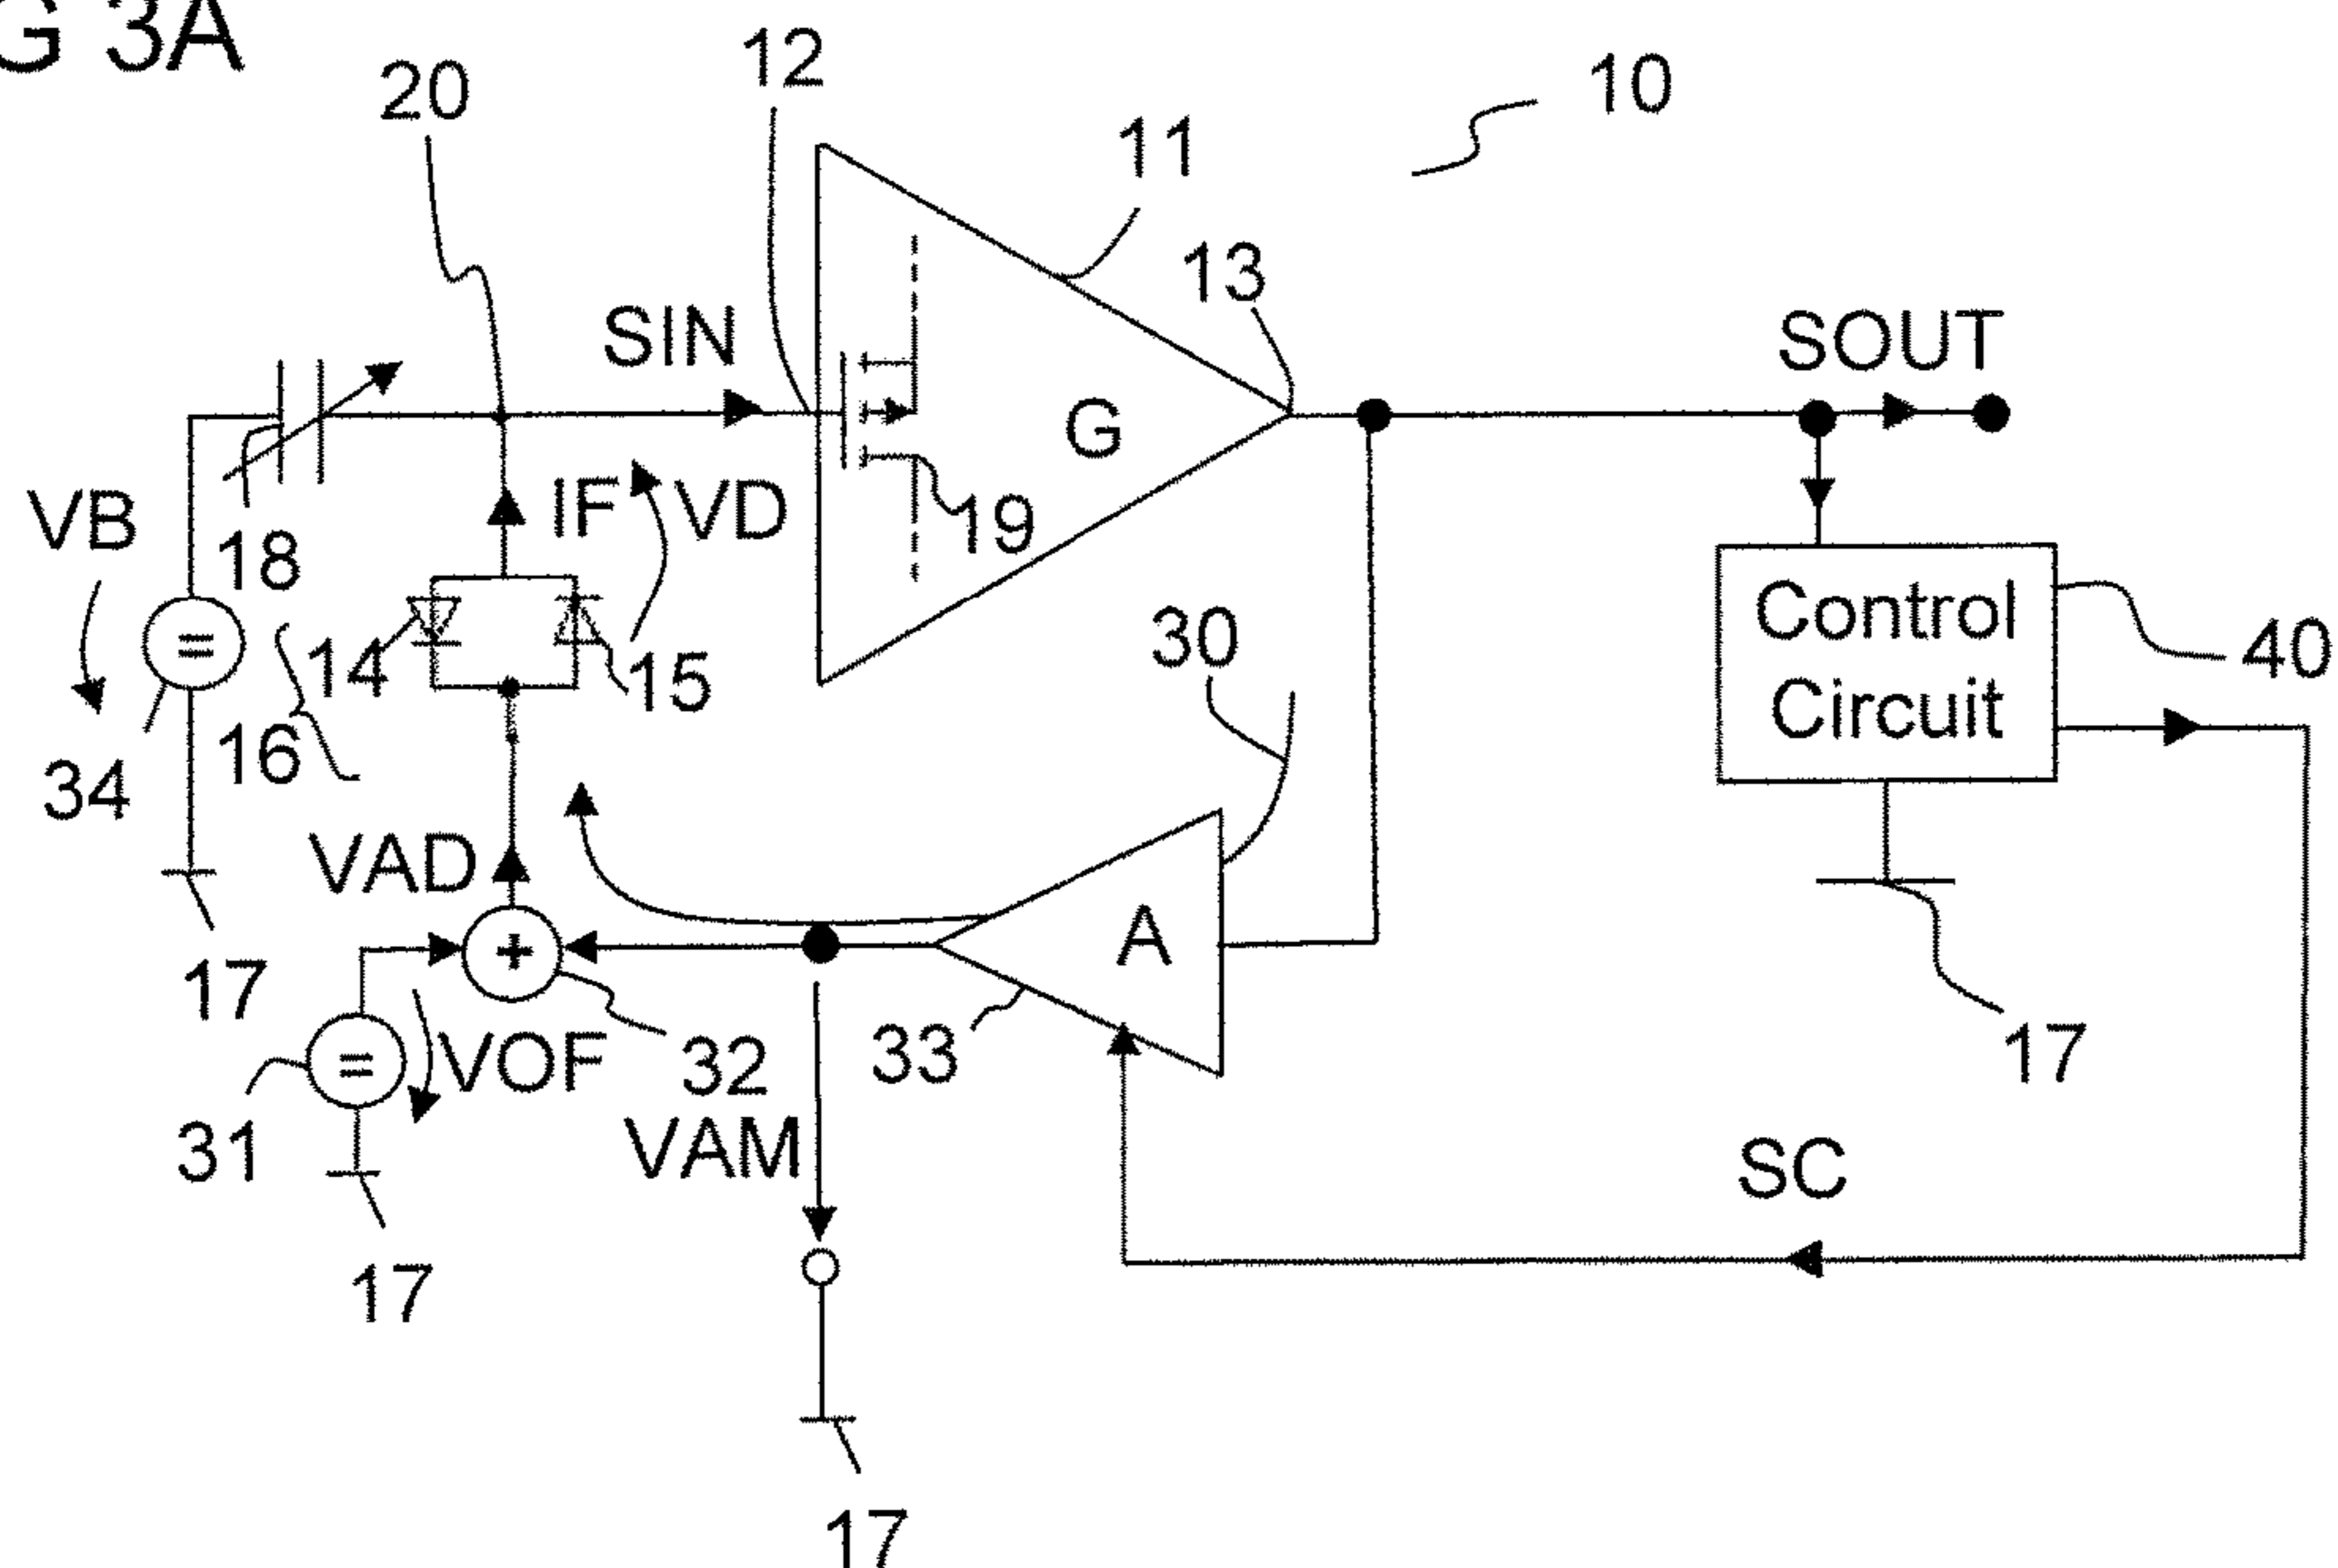 G 3A
12
10
20
11
13
SIN
SOUT
G
VB
IF
VD
19
18
Control
Circuit
14
15
30
40
34
16
VAD
A
17
+
=
VOF
32
33
17
31
=
VAM
SC
17
17